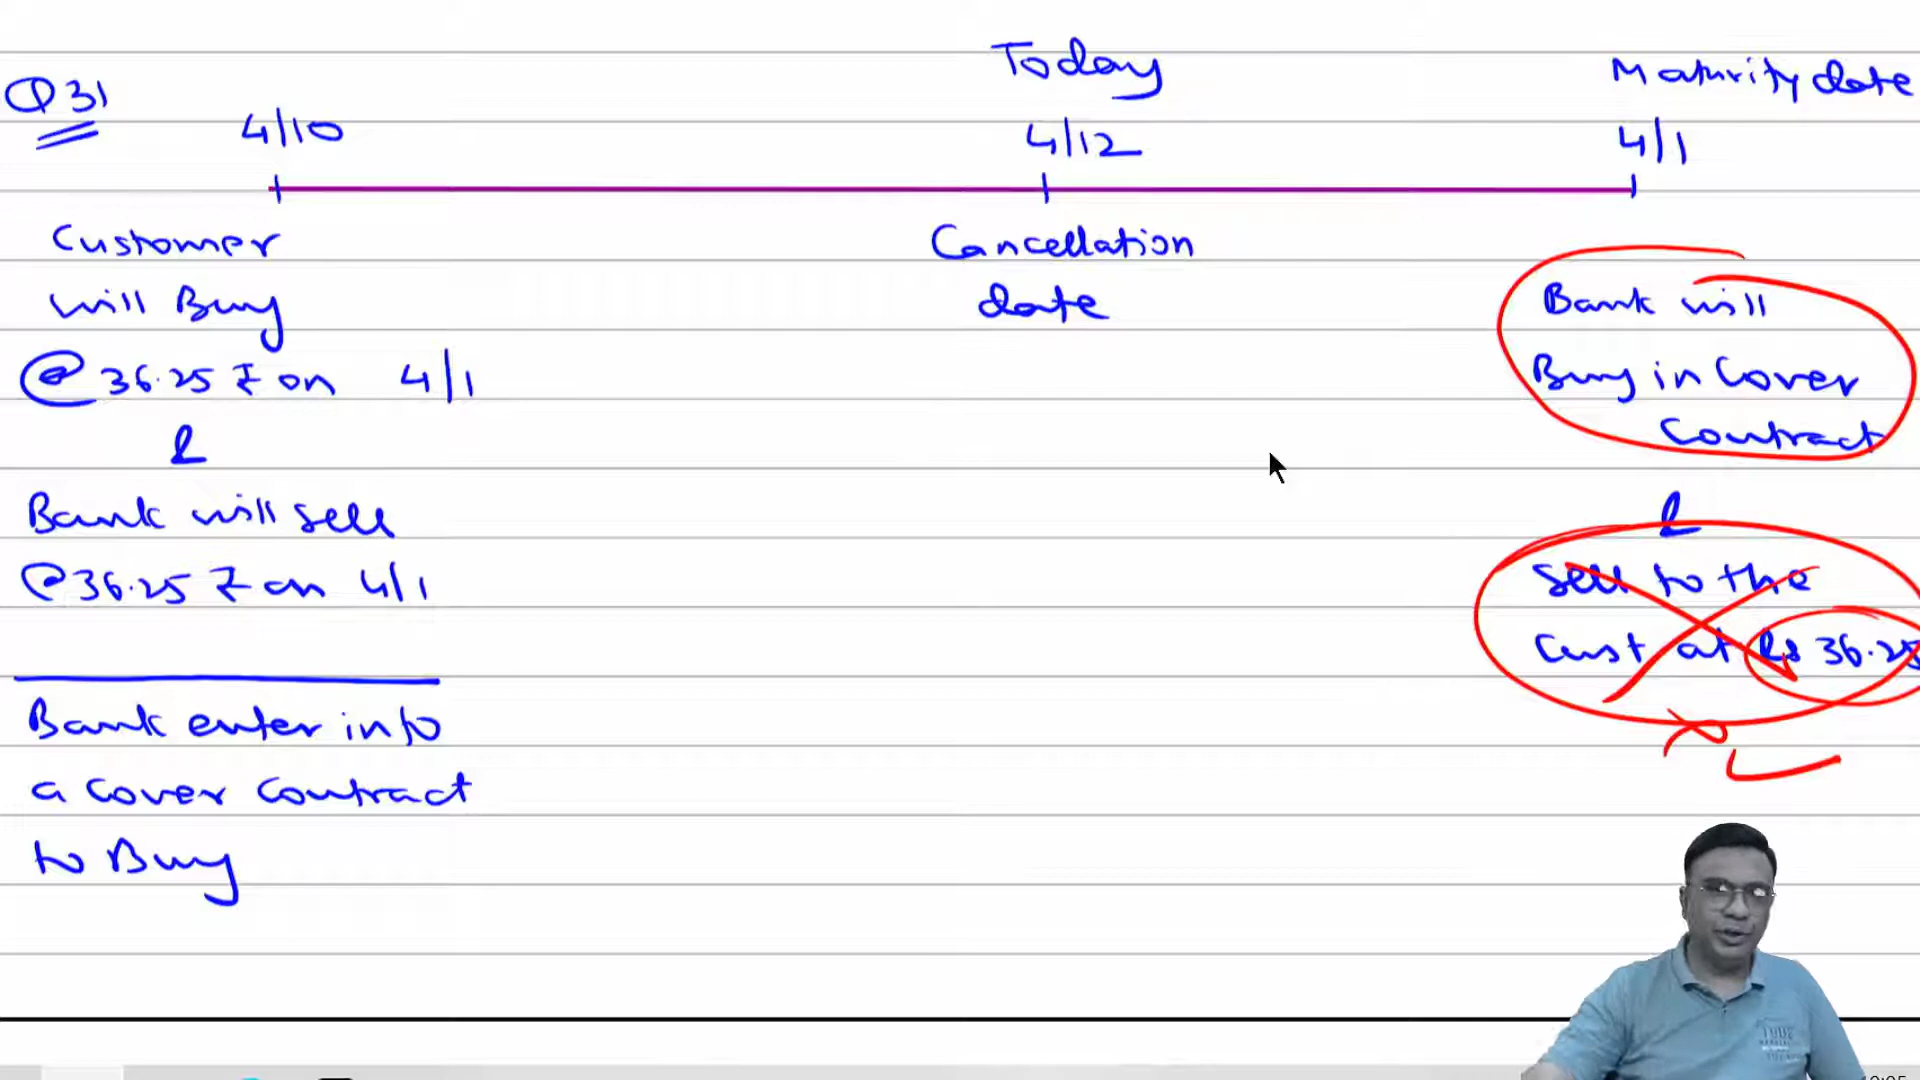 Q31
Today
Maturity date
4/10
4/12
4/1
Customer
will Buy
@ 36.25 ₹ on 4/1
&
Bank will sell
@36.25 ₹ on 4/1
Bank enter into
a cover contract
to Buy
Cancellation
date
Bank will
Buy in Cover
Contract
&
Sell to the
Cust at Rs 36.25